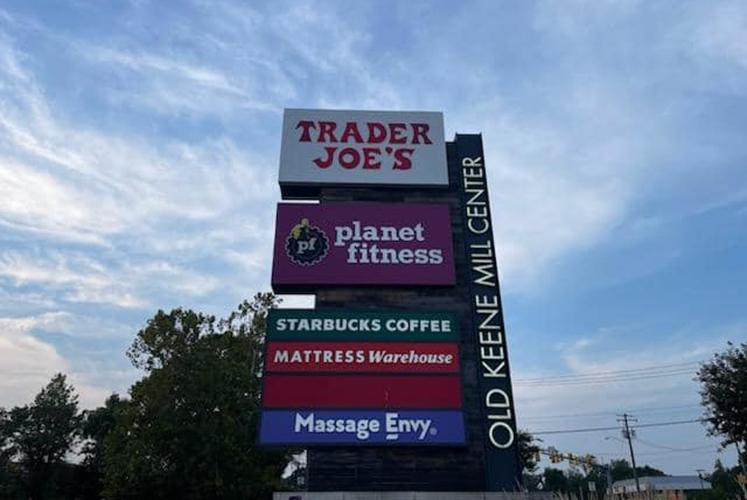 TRADER
JOE'S
pf
planet
fitness
STARBUCKS COFFEE
MATTRESS Warehouse
Massage Envy®
OLD KEENE MILL CENTER